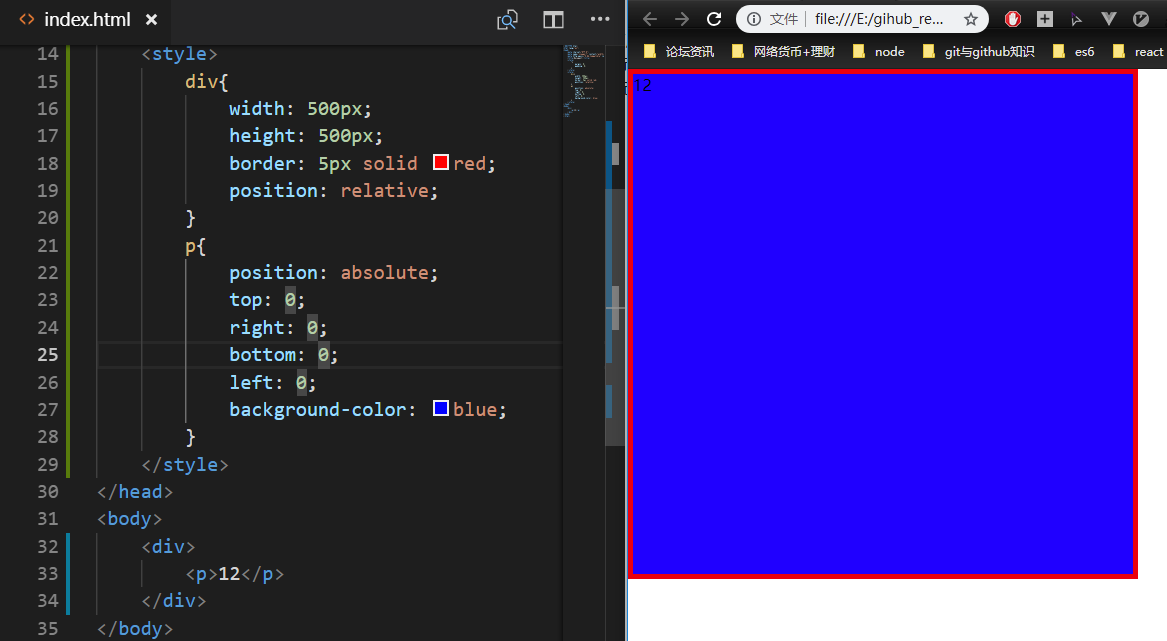 index.html
14 <style>
15 div{
16 width: 500px;
17 height: 500px;
18 border: 5px solid red;
19 position: relative;
20 }
21 p{
22 position: absolute;
23 top: 0;
24 right: 0;
25 bottom: 0;
26 left: 0;
27 background-color: blue;
28 }
29 </style>
30 </head>
31 <body>
32 <div>
33 <p>12</p>
34 </div>
35 </body>
文件 file:///E:/gihub_re...
论坛资讯 网络货币+理财 node git与github知识 es6 react
12